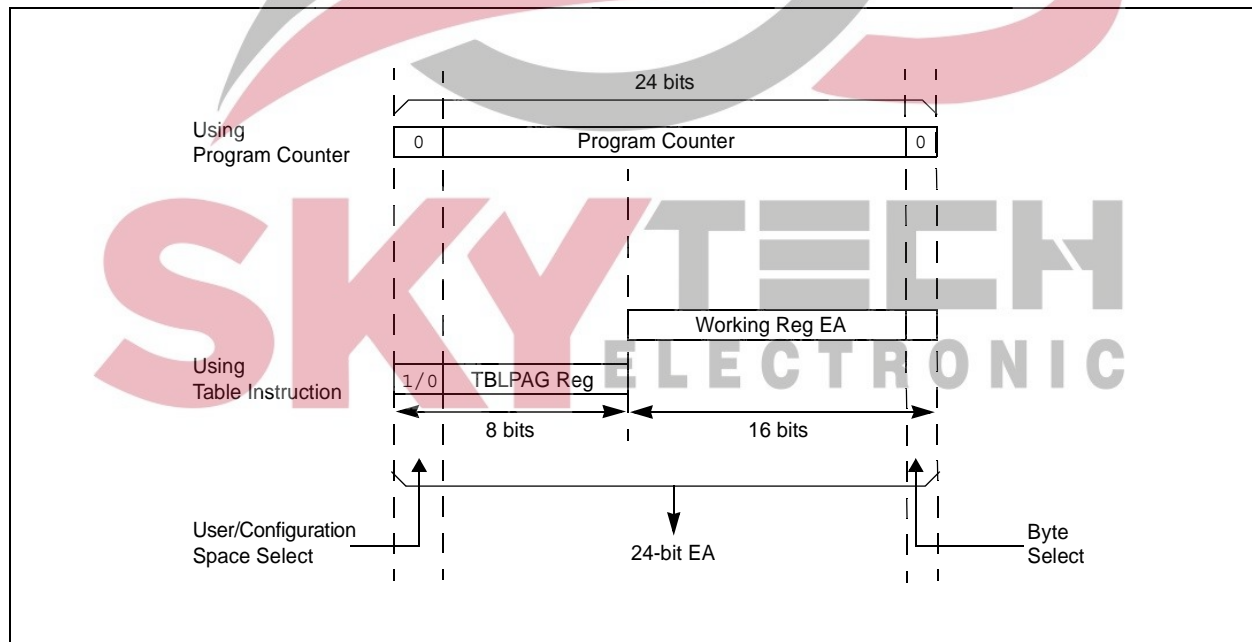 24 bits
Using
Program Counter
0
Program Counter
0
SKYTECH
ELECTRONIC
Working Reg EA
Using
Table Instruction
1/0
TBLPAG Reg
8 bits
16 bits
User/Configuration
Space Select
24-bit EA
Byte
Select